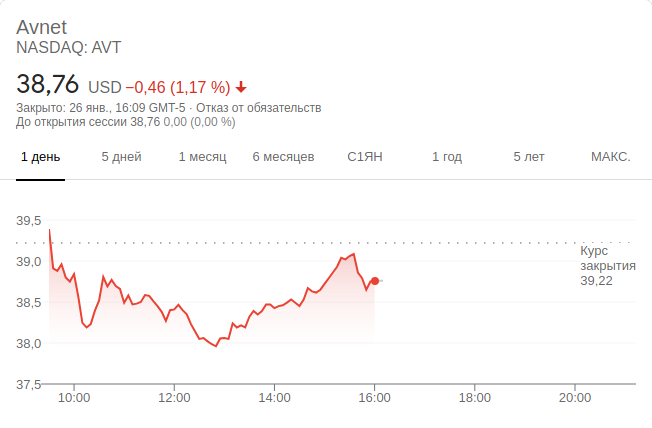 Avnet
NASDAQ: AVT
38,76 USD −0,46 (1,17 %)
Закрыто: 26 янв., 16:09 GMT-5 · Отказ от обязательств
До открытия сессии 38,76 0,00 (0,00 %)
1 день 5 дней 1 месяц 6 месяцев С1ЯН 1 год 5 лет МАКС.
39,5
Курс
закрытия
39,22
39,0
38,5
38,0
37,5
10:00 12:00 14:00 16:00 18:00 20:00